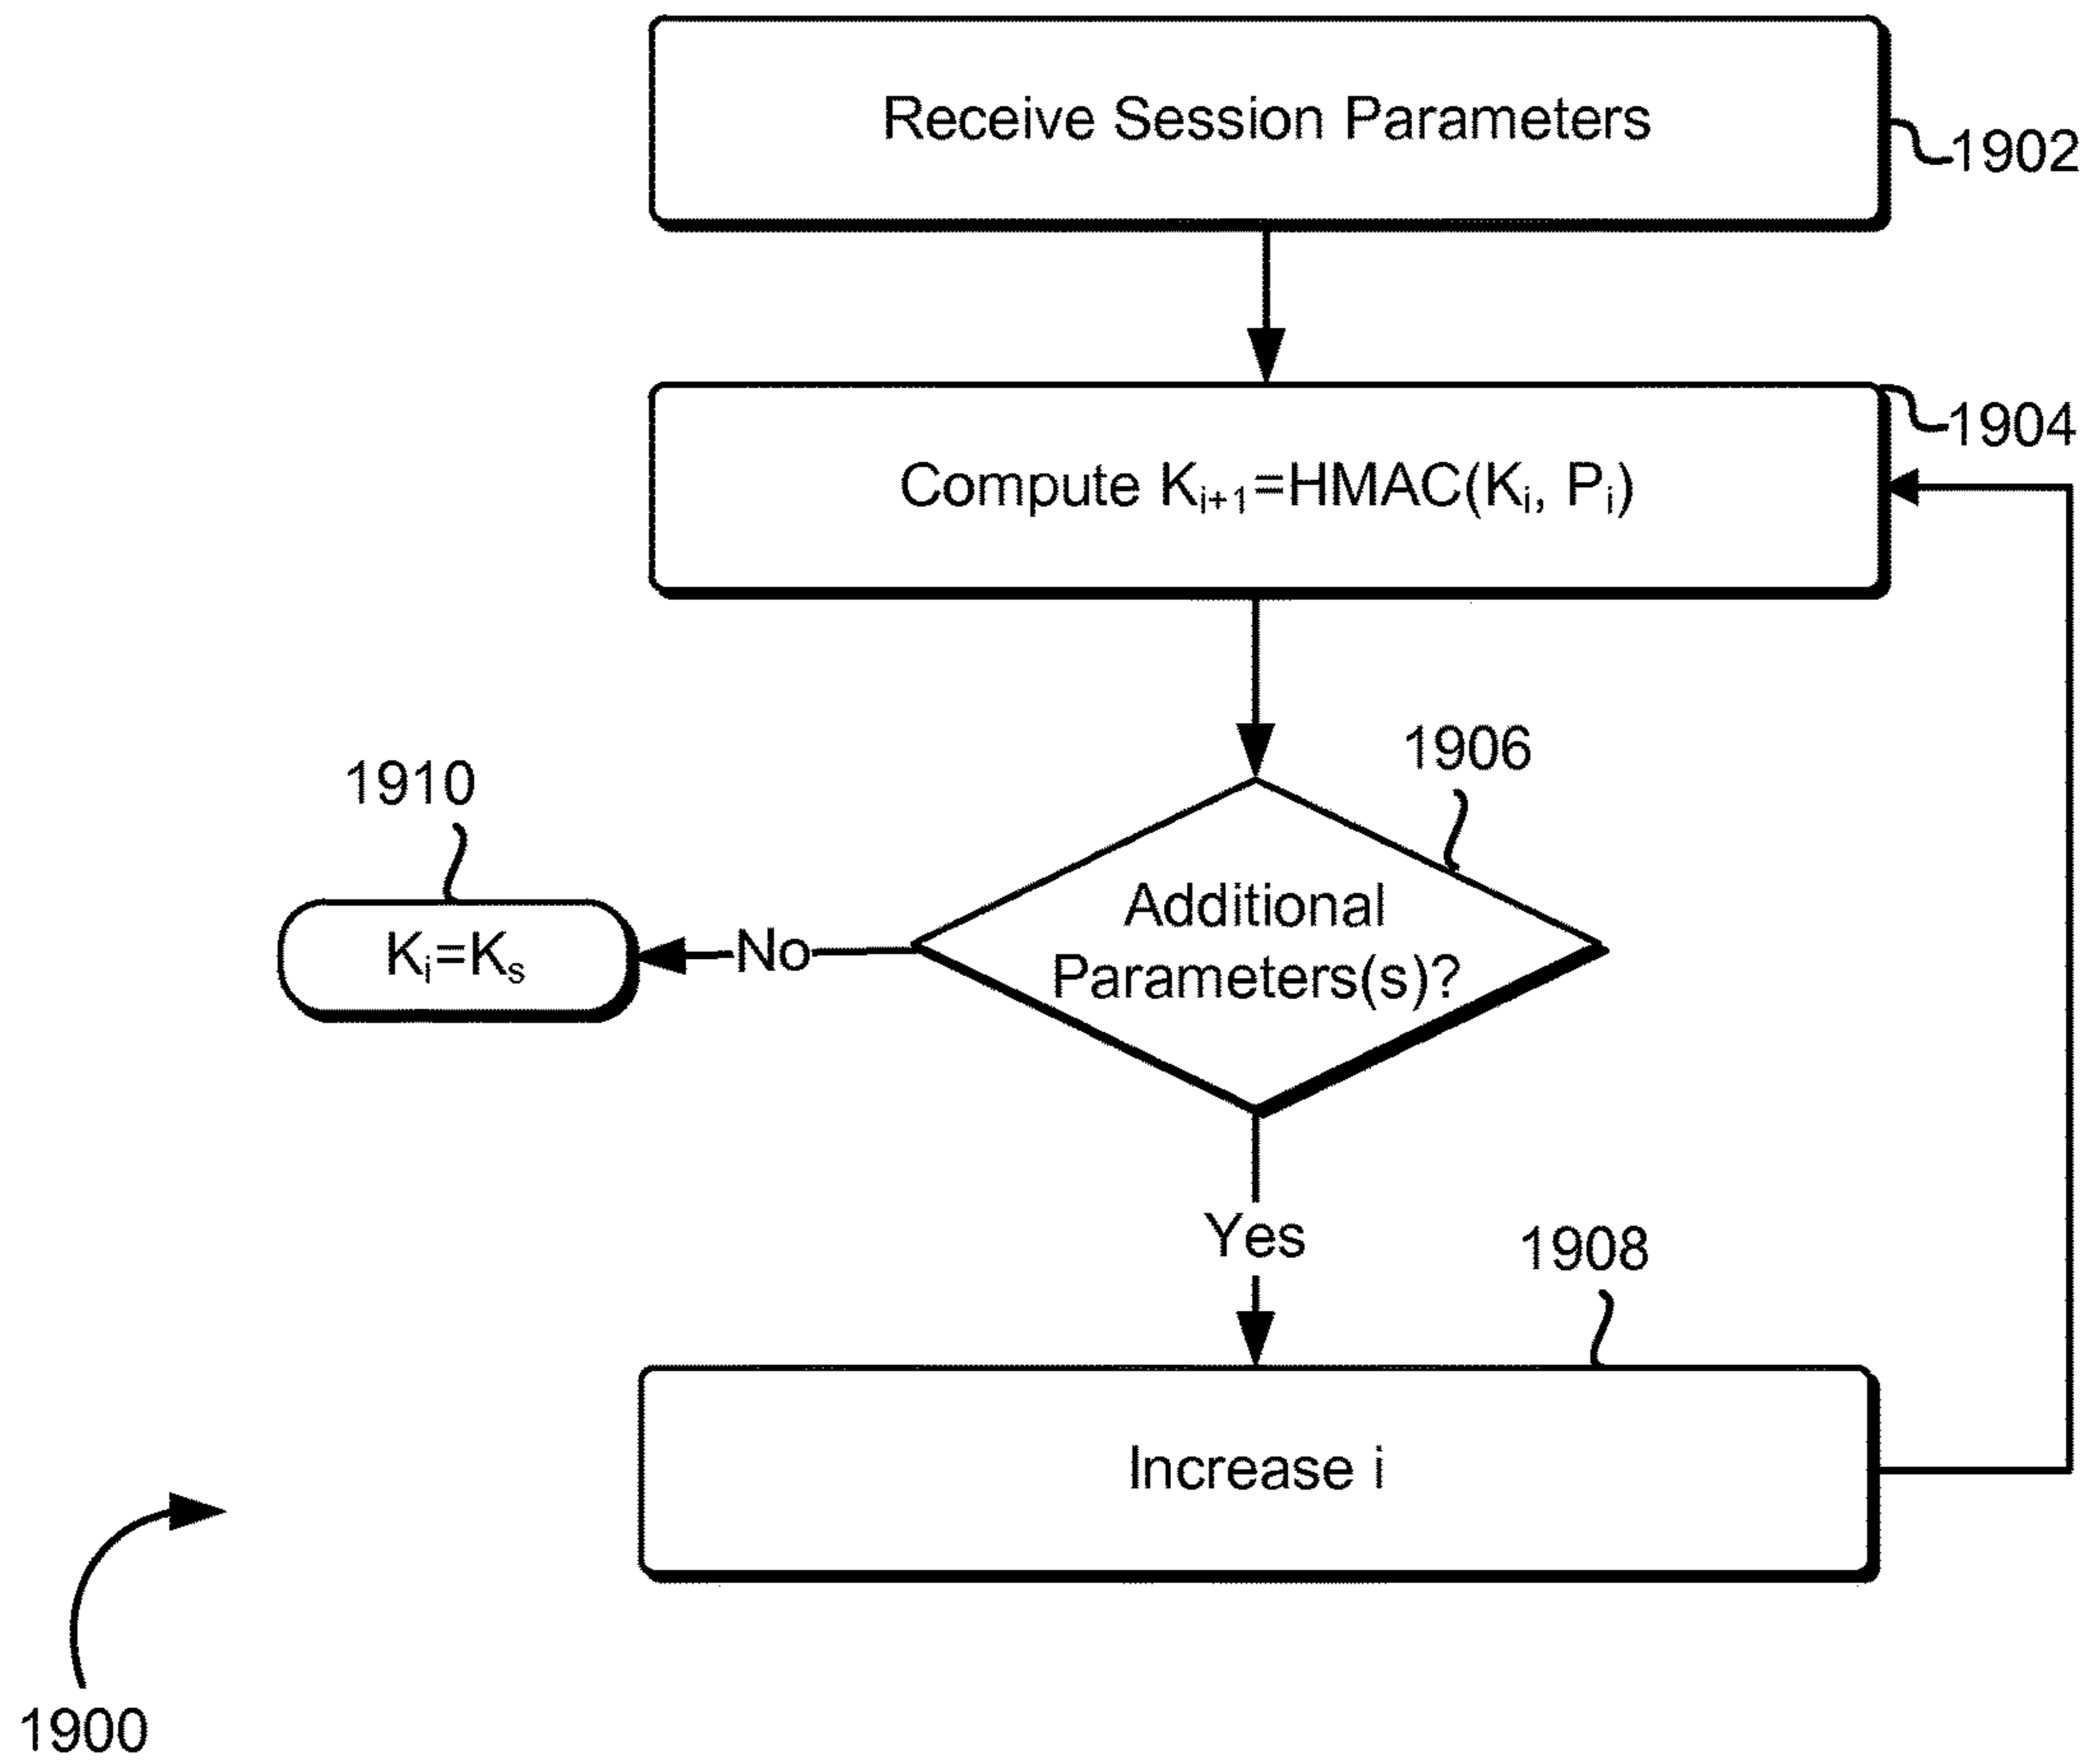 Receive Session Parameters
1902
1904
Compute Kᵢ₊₁=HMAC(Kᵢ, Pᵢ)
1906
1910
Additional
Parameters(s)?
Kᵢ=Kₛ
No
Yes
1908
Increase i
1900